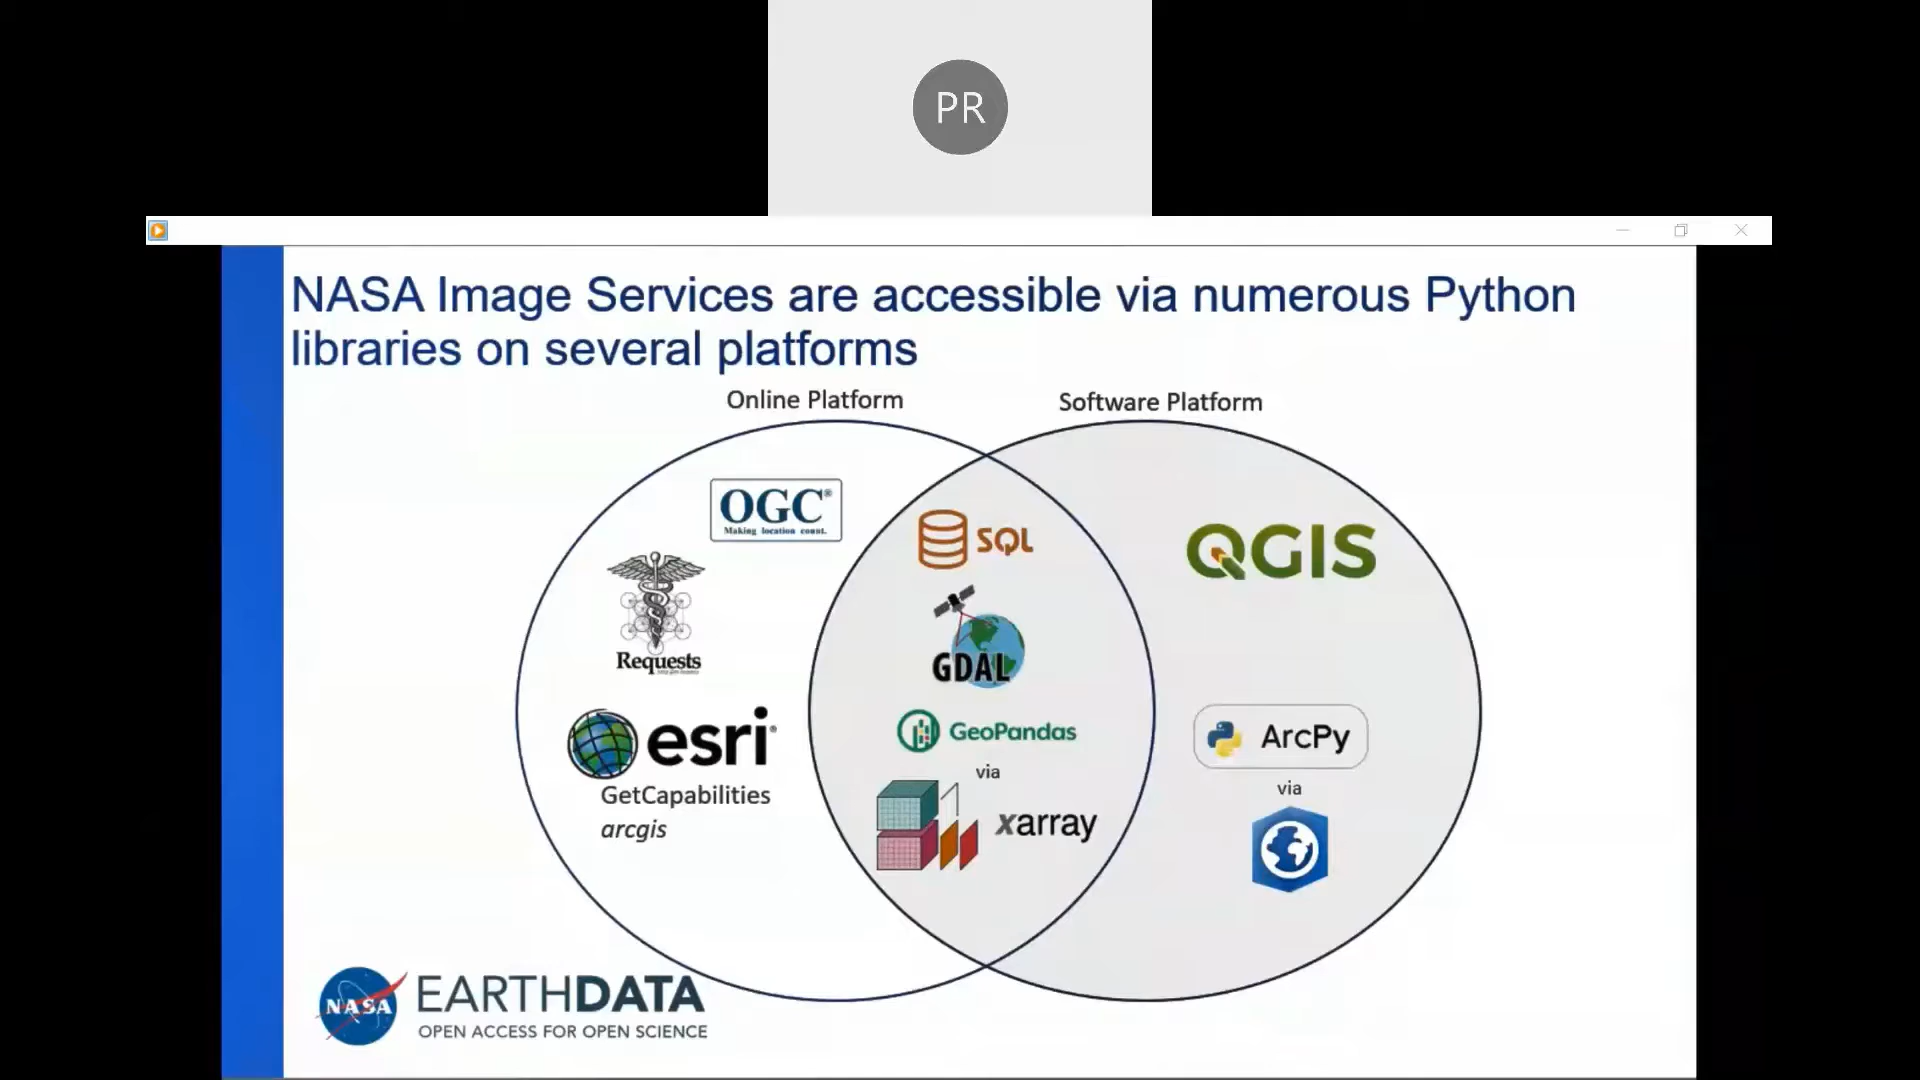 PR
NASA Image Services are accessible via numerous Python
libraries on several platforms
Online Platform
Software Platform
OGC®
Making location count.
Requests
esri
GetCapabilities
arcgis
SQL
GDAL
GeoPandas
via
xarray
QGIS
ArcPy
via
NASA
EARTHDATA
OPEN ACCESS FOR OPEN SCIENCE